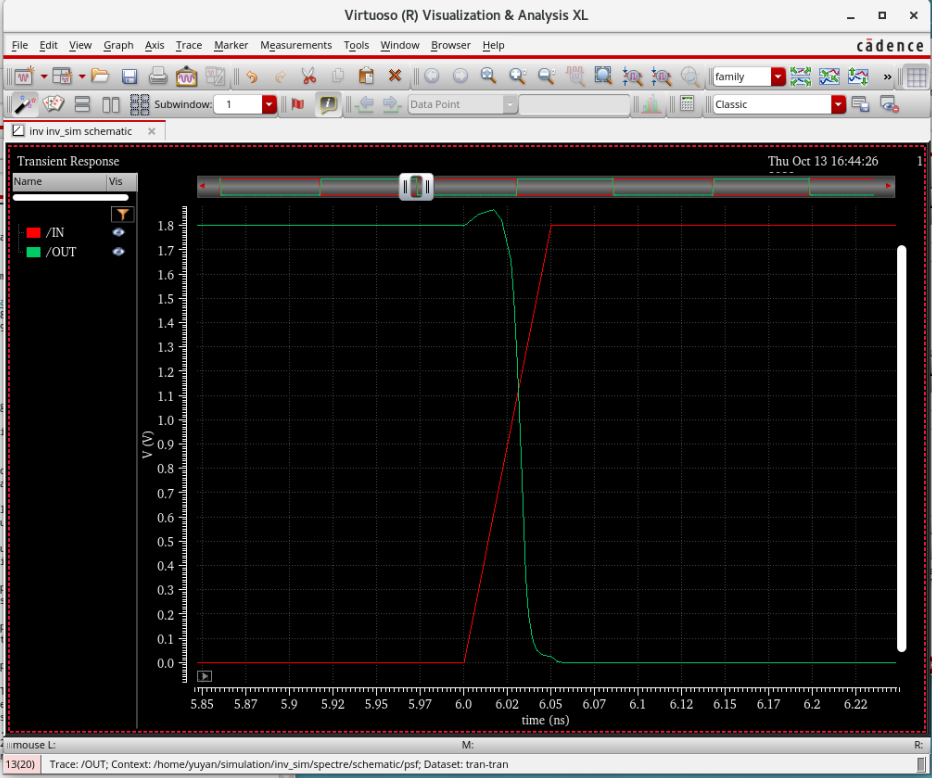 Virtuoso (R) Visualization & Analysis XL
File Edit View Graph Axis Trace Marker Measurements Tools Window Browser Help
cādence
family
Subwindow: 1
Data Point
Classic
inv inv_sim schematic
Transient Response
Thu Oct 13 16:44:26 1
Name Vis
/IN
/OUT
1.8
1.7
1.6
1.5
1.4
1.3
1.2
1.1
1.0
0.9
0.8
0.7
0.6
0.5
0.4
0.3
0.2
0.1
0.0
V (V)
5.85 5.87 5.9 5.92 5.95 5.97 6.0 6.02 6.05 6.07 6.1 6.12 6.15 6.17 6.2 6.22
time (ns)
mouse L: M: R:
13(20) Trace: /OUT; Context: /home/yuyan/simulation/inv_sim/spectre/schematic/psf; Dataset: tran-tran